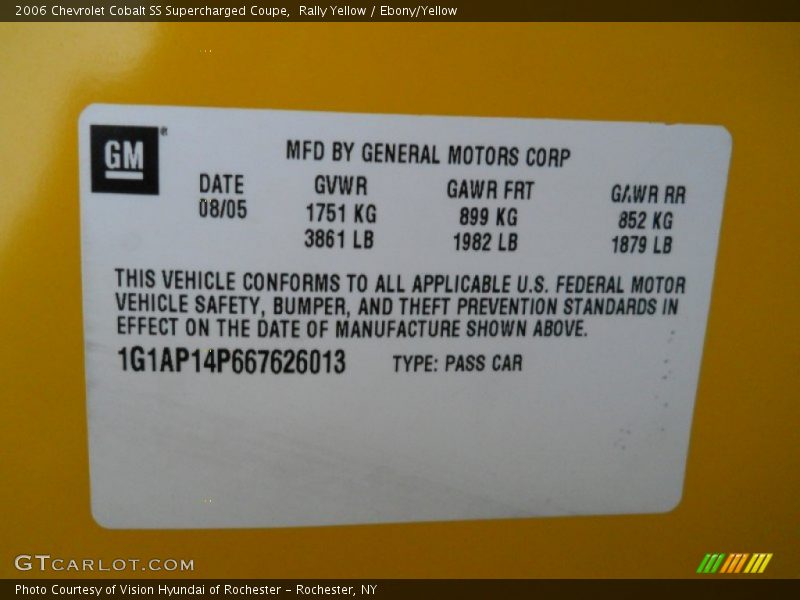 2006 Chevrolet Cobalt SS Supercharged Coupe,  Rally Yellow / Ebony/Yellow
GM®
MFD BY GENERAL MOTORS CORP
DATE GVWR GAWR FRT GAWR RR
08/05 1751 KG 899 KG 852 KG
3861 LB 1982 LB 1879 LB
THIS VEHICLE CONFORMS TO ALL APPLICABLE U.S. FEDERAL MOTOR
VEHICLE SAFETY, BUMPER, AND THEFT PREVENTION STANDARDS IN
EFFECT ON THE DATE OF MANUFACTURE SHOWN ABOVE.
1G1AP14P667626013 TYPE: PASS CAR
GTCARLOT.COM
Photo Courtesy of Vision Hyundai of Rochester - Rochester, NY